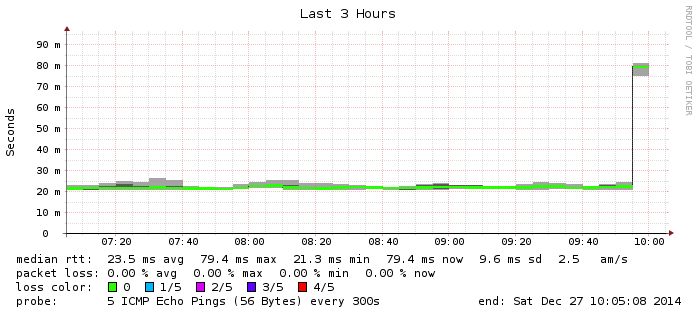 Last 3 Hours
RRDTOOL / TOBI OETIKER
Seconds
90 m
80 m
70 m
60 m
50 m
40 m
30 m
20 m
10 m
0
07:20 07:40 08:00 08:20 08:40 09:00 09:20 09:40 10:00
median rtt: 23.5 ms avg 79.4 ms max 21.3 ms min 79.4 ms now 9.6 ms sd 2.5 am/s
packet loss: 0.00 % avg 0.00 % max 0.00 % min 0.00 % now
loss color: 0 1/5 2/5 3/5 4/5
probe: 5 ICMP Echo Pings (56 Bytes) every 300s end: Sat Dec 27 10:05:08 2014